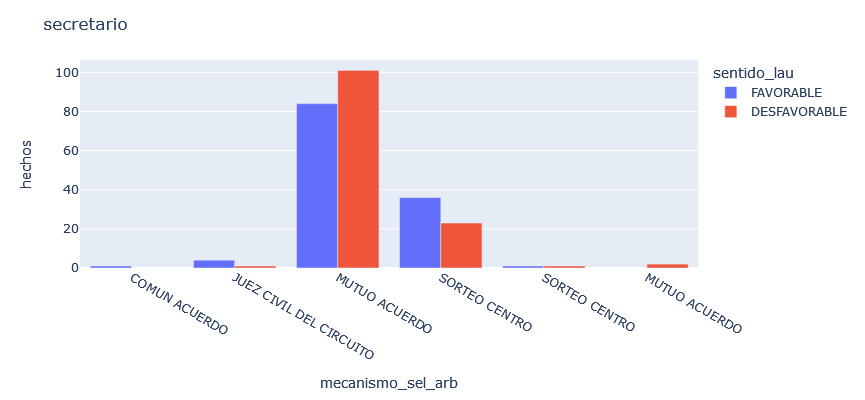 secretario
sentido_lau
FAVORABLE
DESFAVORABLE
hechos
100
80
60
40
20
0
COMUN ACUERDO
JUEZ CIVIL DEL CIRCUITO
MUTUO ACUERDO
SORTEO CENTRO
SORTEO CENTRO
MUTUO ACUERDO
mecanismo_sel_arb